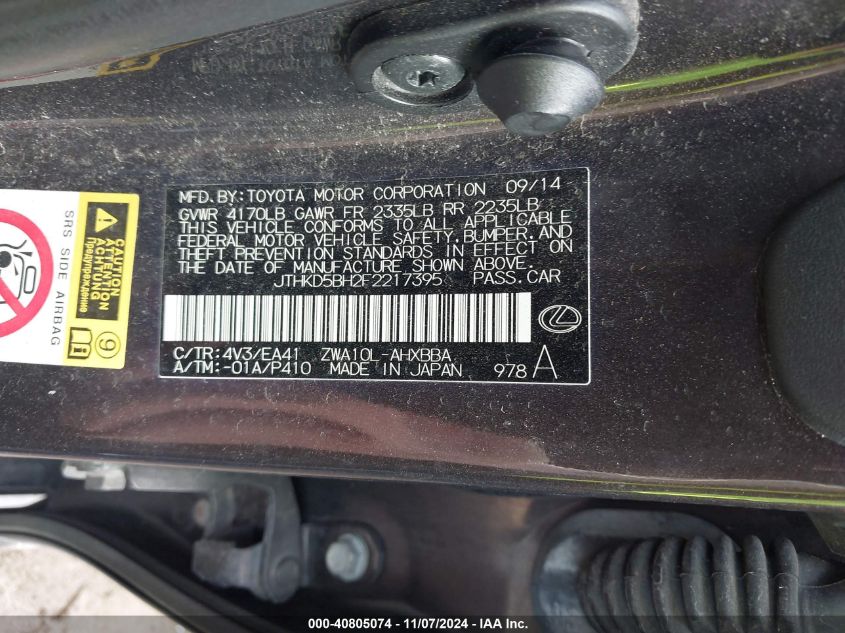 MFD. BY: TOYOTA MOTOR CORPORATION 09/14
GVWR 4170LB GAWR FR 2335LB RR 2235LB
THIS VEHICLE CONFORMS TO ALL APPLICABLE
FEDERAL MOTOR VEHICLE SAFETY, BUMPER, AND
THEFT PREVENTION STANDARDS IN EFFECT ON
THE DATE OF MANUFACTURE SHOWN ABOVE.
JTHKD5BH2F2217395 PASS. CAR
C/TR: 4V3/EA41 ZWA10L-AHXBBA
A/TM: -01A/P410 MADE IN JAPAN 978 A
SRS SIDE AIRBAG
CAUTION
ATTENTION
ACHTUNG
Предупреждение
9
000-40805074 - 11/07/2024 - IAA Inc.